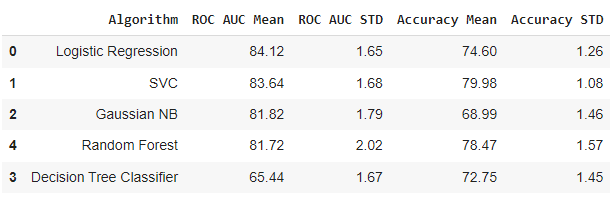 Algorithm ROC AUC Mean ROC AUC STD Accuracy Mean Accuracy STD
0 Logistic Regression 84.12 1.65 74.60 1.26
1 SVC 83.64 1.68 79.98 1.08
2 Gaussian NB 81.82 1.79 68.99 1.46
4 Random Forest 81.72 2.02 78.47 1.57
3 Decision Tree Classifier 65.44 1.67 72.75 1.45